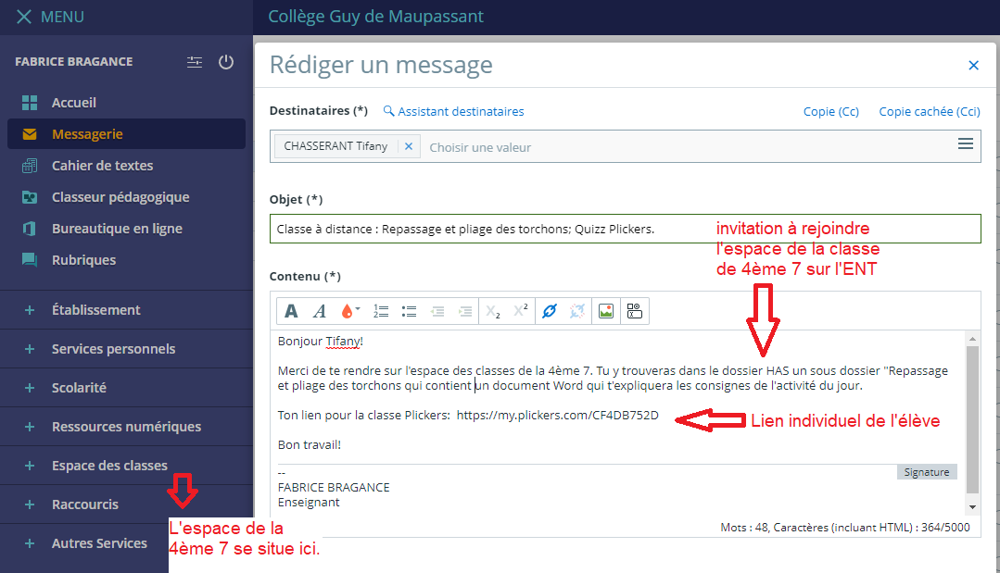 MENU
Collège Guy de Maupassant
FABRICE BRAGANCE
Accueil
Messagerie
Cahier de textes
Classeur pédagogique
Bureautique en ligne
Rubriques
+ Établissement
+ Services personnels
+ Scolarité
+ Ressources numériques
+ Espace des classes
+ Raccourcis
+ Autres Services
L'espace de la
4ème 7 se situe ici.
Rédiger un message
×
Destinataires (*) Assistant destinataires Copie (Cc) Copie cachée (Cci)
CHASSERANT Tifany × Choisir une valeur
Objet (*)
Classe à distance : Repassage et pliage des torchons; Quizz Plickers.
invitation à rejoindre
l'espace de la classe
de 4ème 7 sur l'ENT
Contenu (*)
A A X2 X2
Bonjour Tifany!
Merci de te rendre sur l'espace des classes de la 4ème 7. Tu y trouveras dans le dossier HAS un sous dossier "Repassage
et pliage des torchons qui contient un document Word qui t'expliquera les consignes de l'activité du jour.
Ton lien pour la classe Plickers: https://my.plickers.com/CF4DB752D
Lien individuel de l'élève
Bon travail!
--
Signature
FABRICE BRAGANCE
Enseignant
Mots : 48, Caractères (incluant HTML) : 364/5000